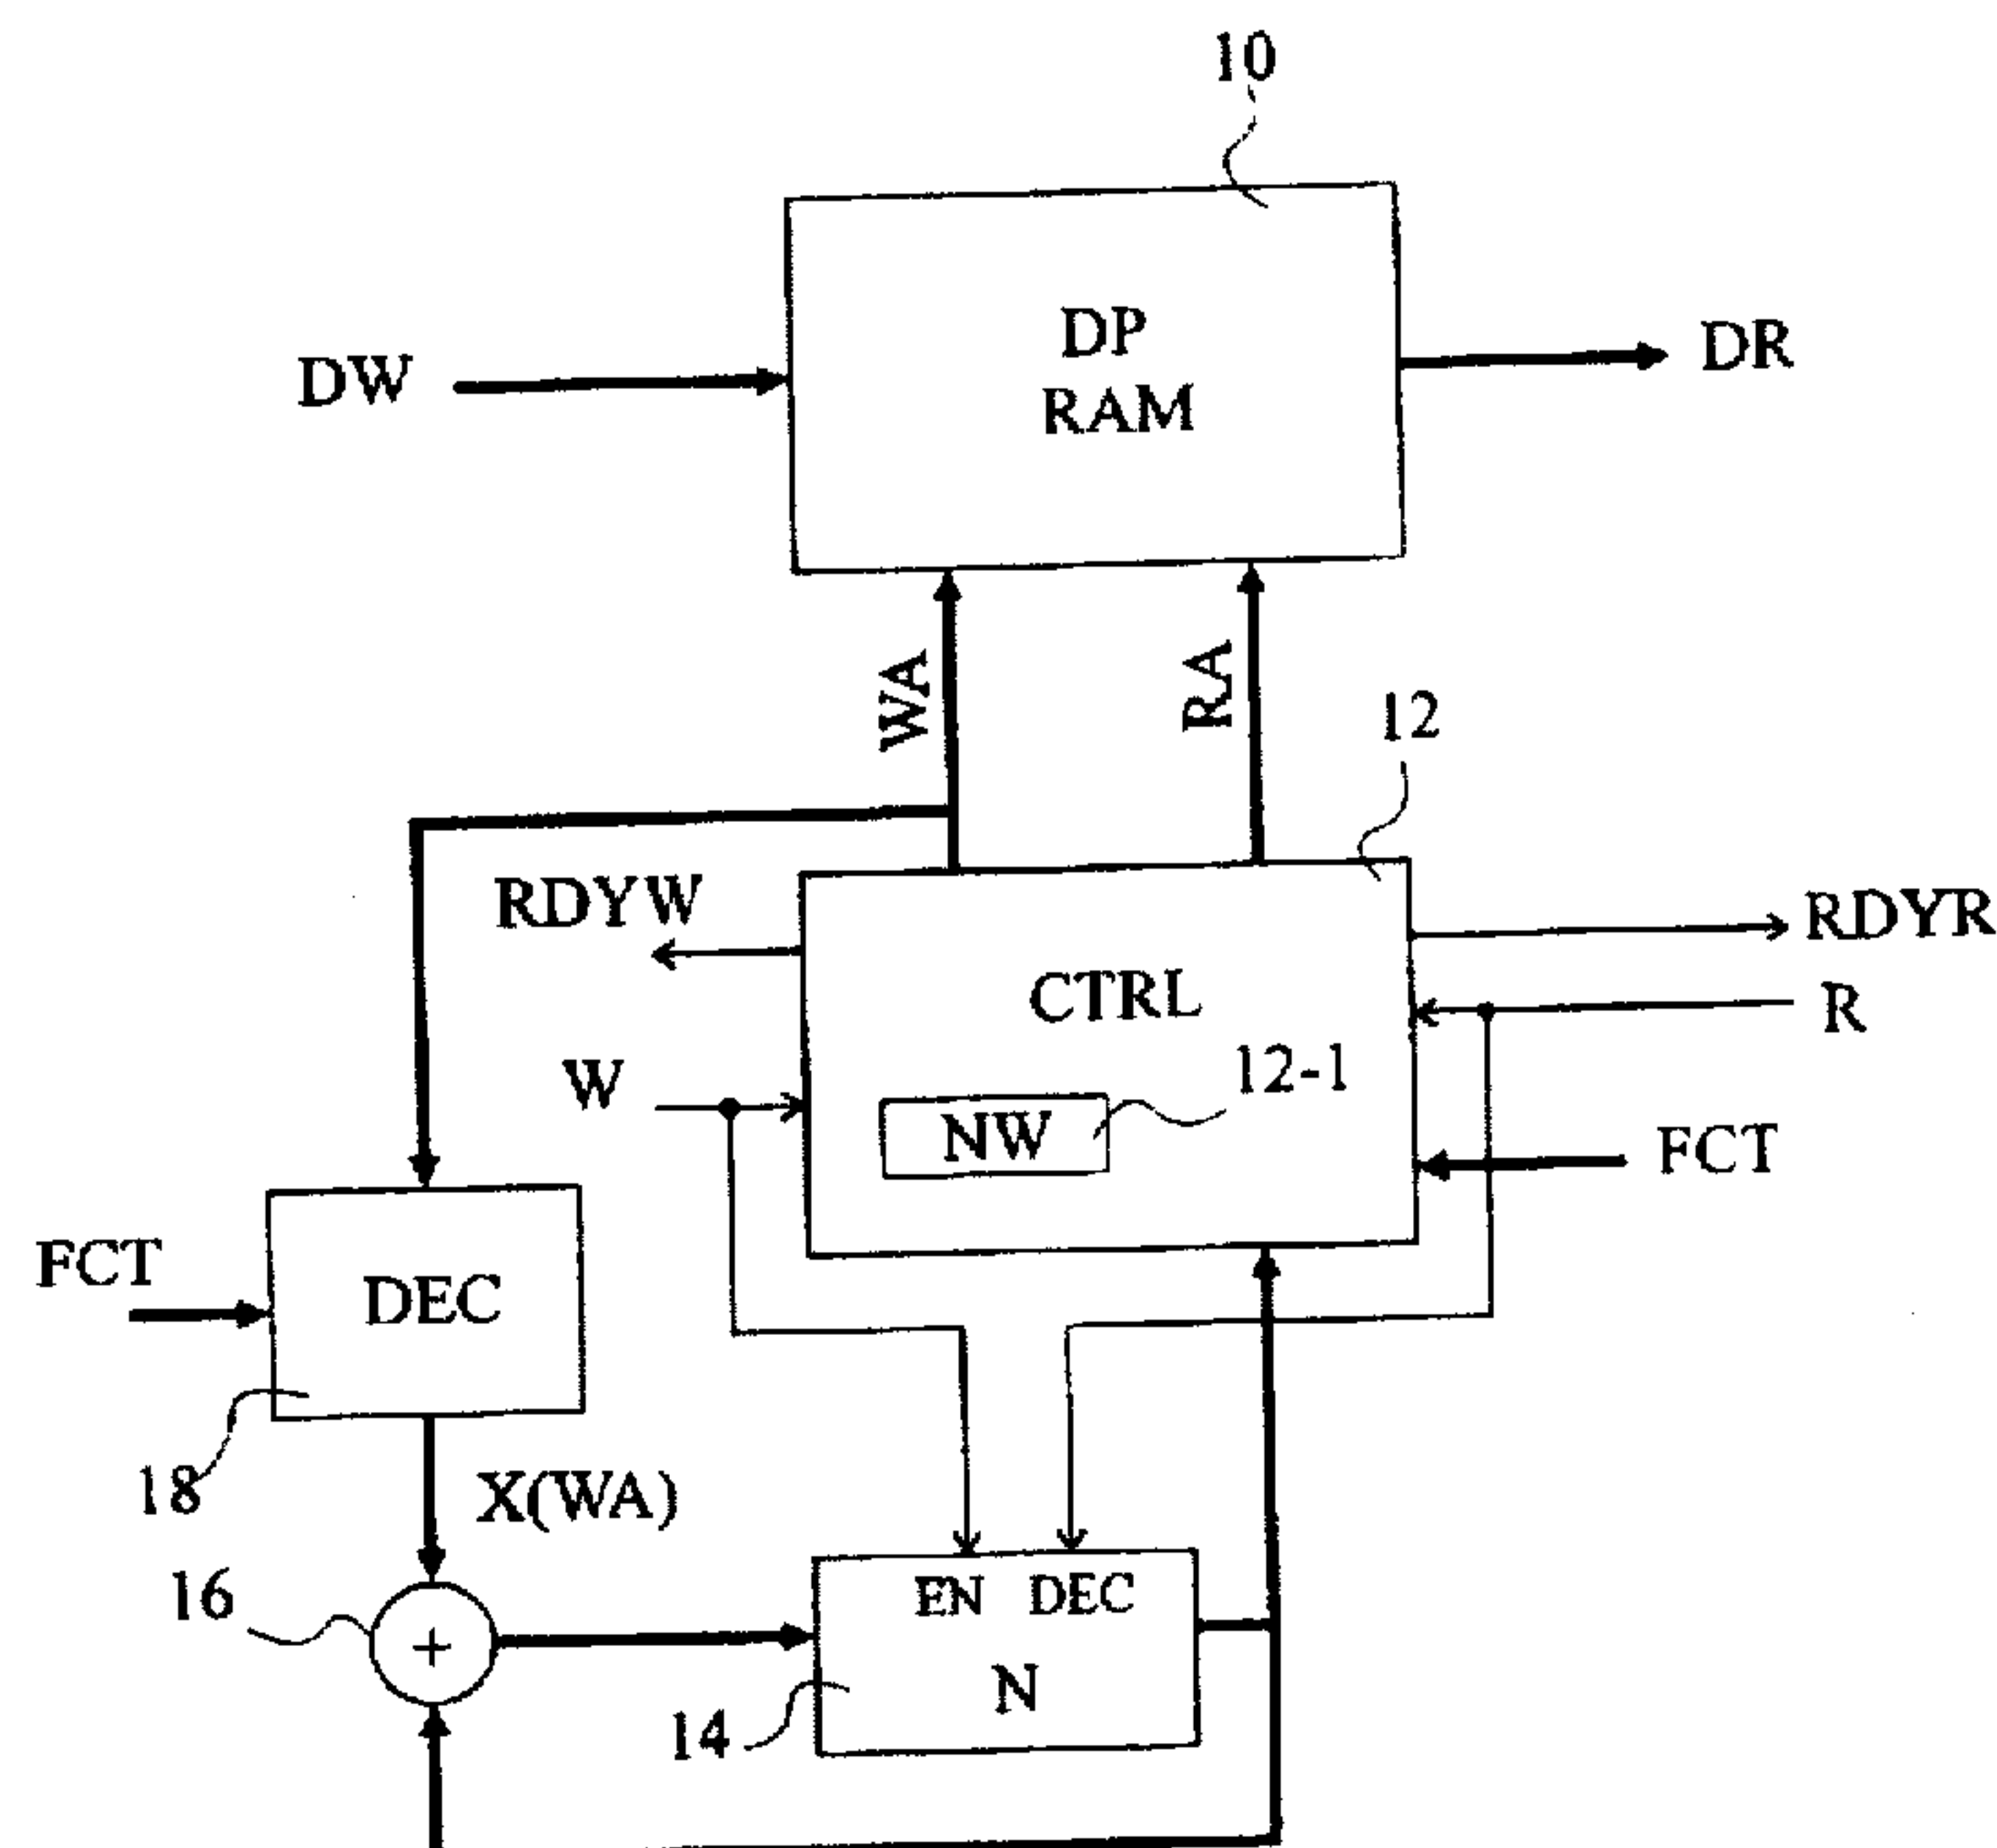 10
DP
RAM
DW
DR
WA
RA
12
RDYW
RDYR
CTRL
R
12-1
W
NW
FCT
FCT
DEC
18
X(WA)
16
EN DEC
+
N
14